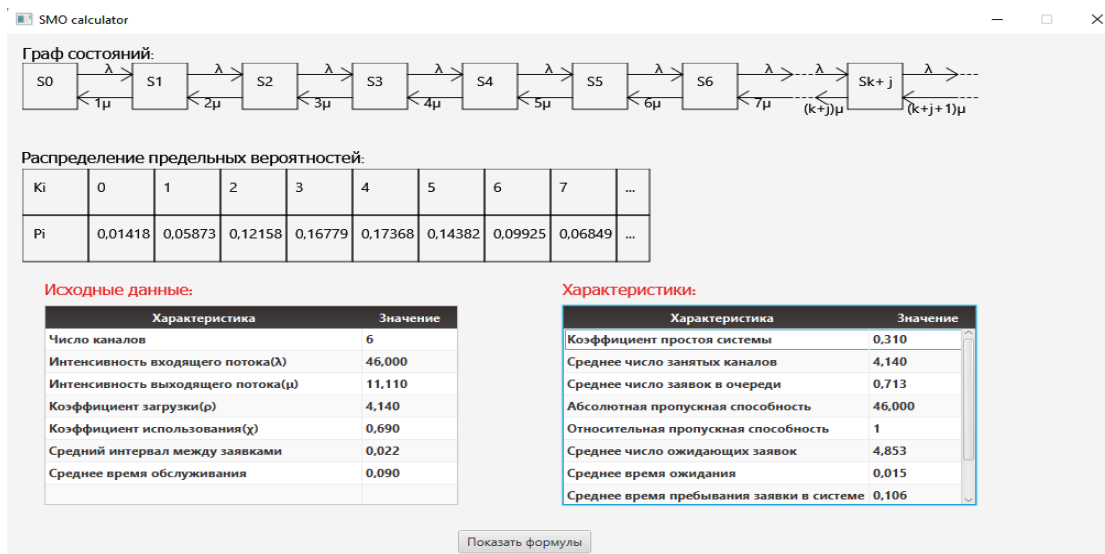 SMO calculator
Граф состояний:
λ λ λ λ λ λ λ λ λ
S0 S1 S2 S3 S4 S5 S6 Sk+ j
1μ 2μ 3μ 4μ 5μ 6μ 7μ (k+j)μ (k+j+1)μ
Распределение предельных вероятностей:
Ki 0 1 2 3 4 5 6 7 ...
Pi 0,01418 0,05873 0,12158 0,16779 0,17368 0,14382 0,09925 0,06849 ...
Исходные данные:
Характеристика Значение
Число каналов 6
Интенсивность входящего потока(λ) 46,000
Интенсивность выходящего потока(μ) 11,110
Коэффициент загрузки(ρ) 4,140
Коэффициент использования(χ) 0,690
Средний интервал между заявками 0,022
Среднее время обслуживания 0,090
Характеристики:
Характеристика Значение
Коэффициент простоя системы 0,310
Среднее число занятых каналов 4,140
Среднее число заявок в очереди 0,713
Абсолютная пропускная способность 46,000
Относительная пропускная способность 1
Среднее число ожидающих заявок 4,853
Среднее время ожидания 0,015
Среднее время пребывания заявки в системе 0,106
Показать формулы